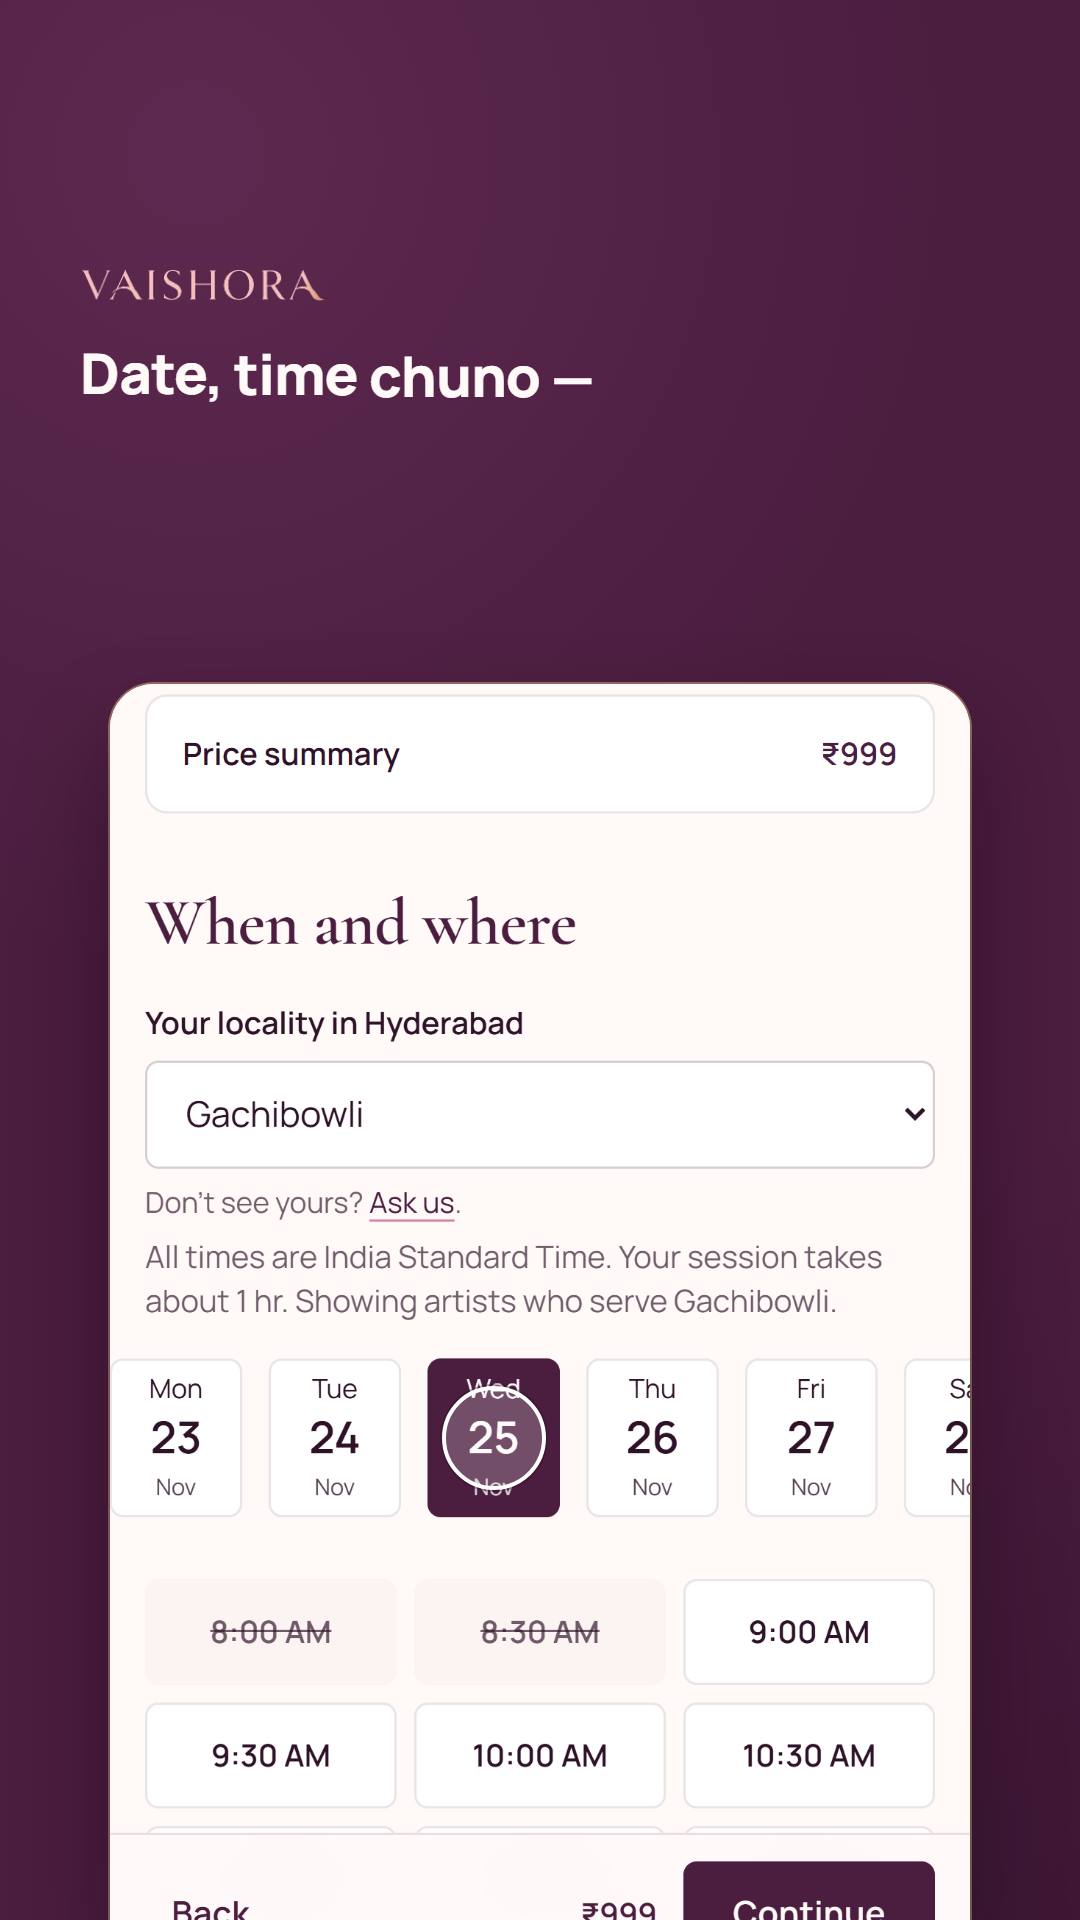 VAISHORA
Date, time chuno —
Price summary ₹999
When and where
Your locality in Hyderabad
Gachibowli
Don't see yours? Ask us.
All times are India Standard Time. Your session takes
about 1 hr. Showing artists who serve Gachibowli.
Mon Tue Wed Thu Fri
23 24 25 26 27
Nov Nov Nov Nov Nov
8:00 AM 8:30 AM 9:00 AM
9:30 AM 10:00 AM 10:30 AM
Back ₹999 Continue